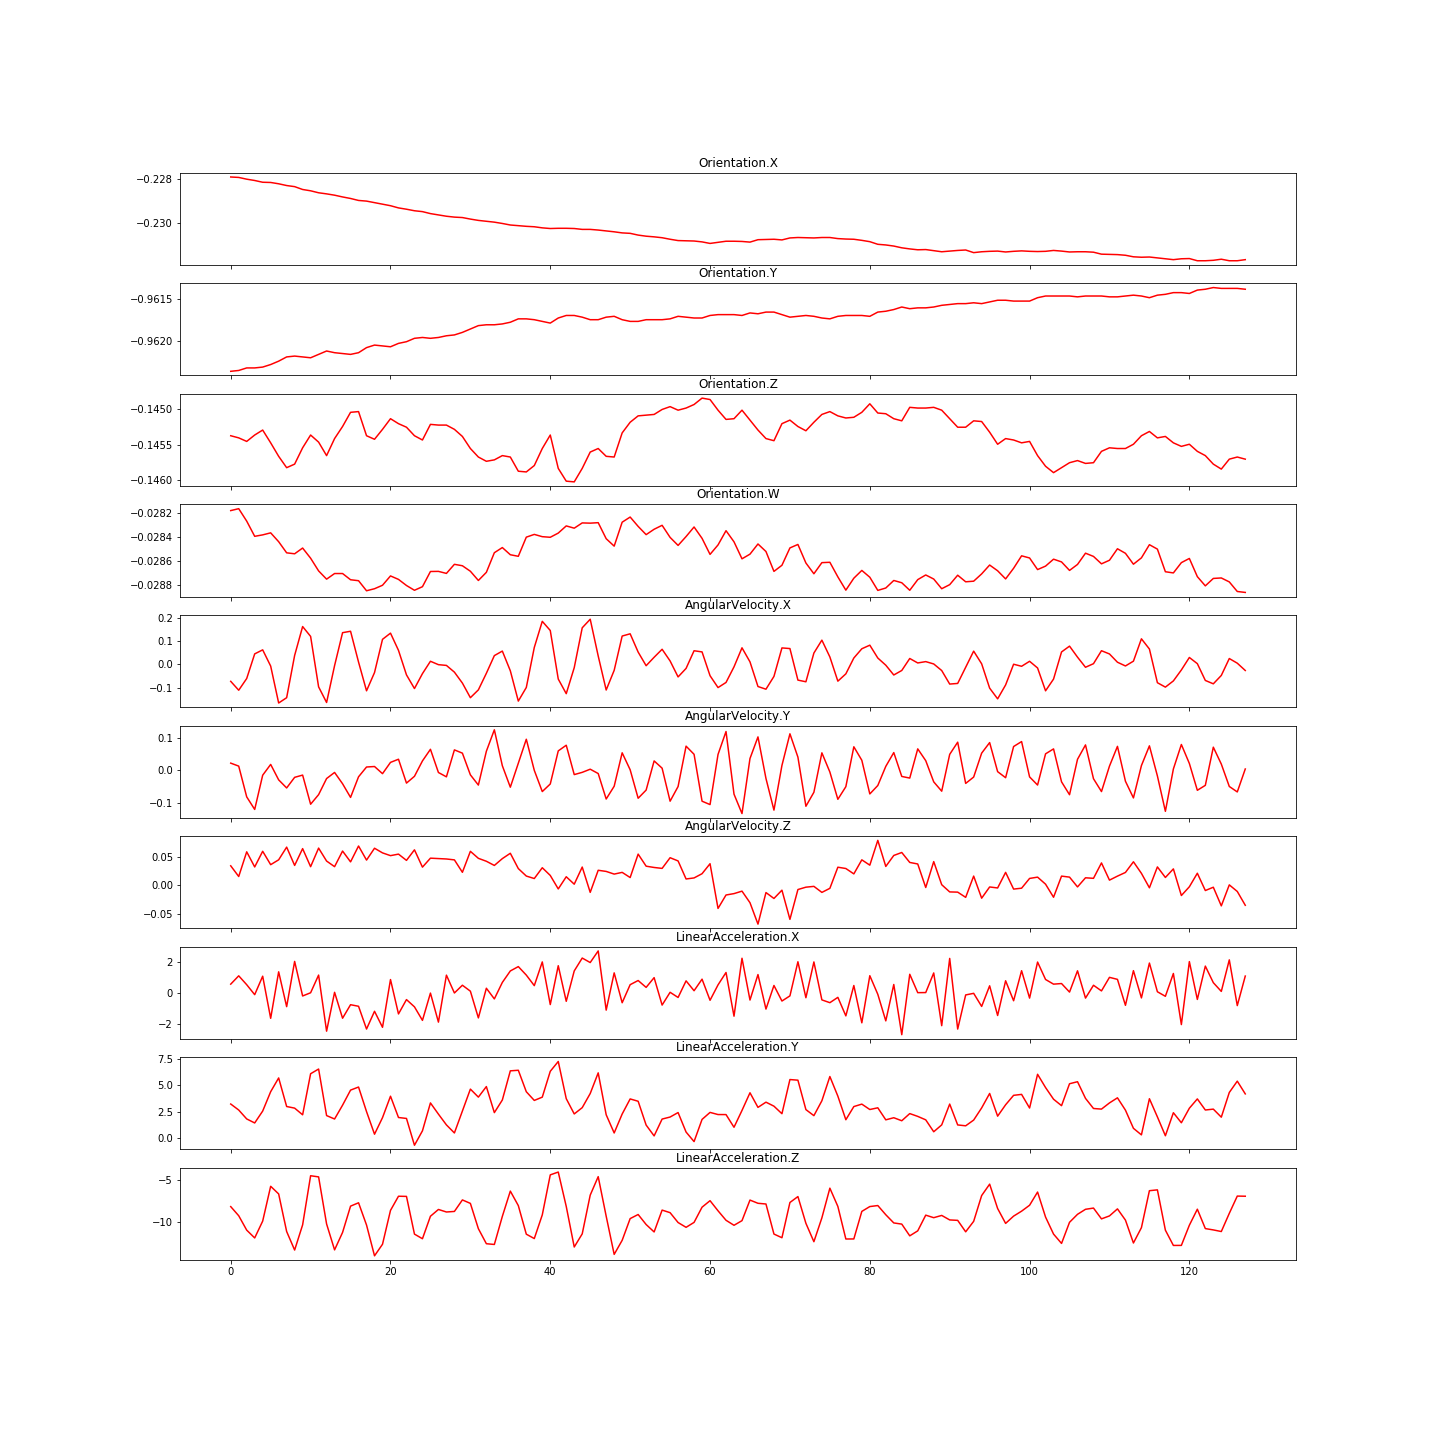 Orientation.X
−0.228
−0.230
Orientation.Y
−0.9615
−0.9620
Orientation.Z
−0.1450
−0.1455
−0.1460
Orientation.W
−0.0282
−0.0284
−0.0286
−0.0288
AngularVelocity.X
0.2
0.1
0.0
−0.1
AngularVelocity.Y
0.1
0.0
−0.1
AngularVelocity.Z
0.05
0.00
−0.05
LinearAcceleration.X
2
0
−2
LinearAcceleration.Y
7.5
5.0
2.5
0.0
LinearAcceleration.Z
−5
−10
0 20 40 60 80 100 120